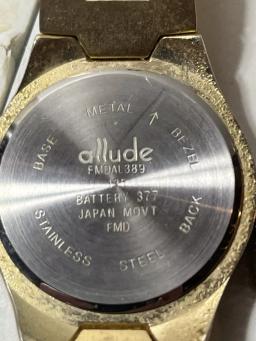 BASE METAL BEZEL
allude
FMDAL389
BATTERY 377
JAPAN MOVT
FMD
STAINLESS STEEL BACK